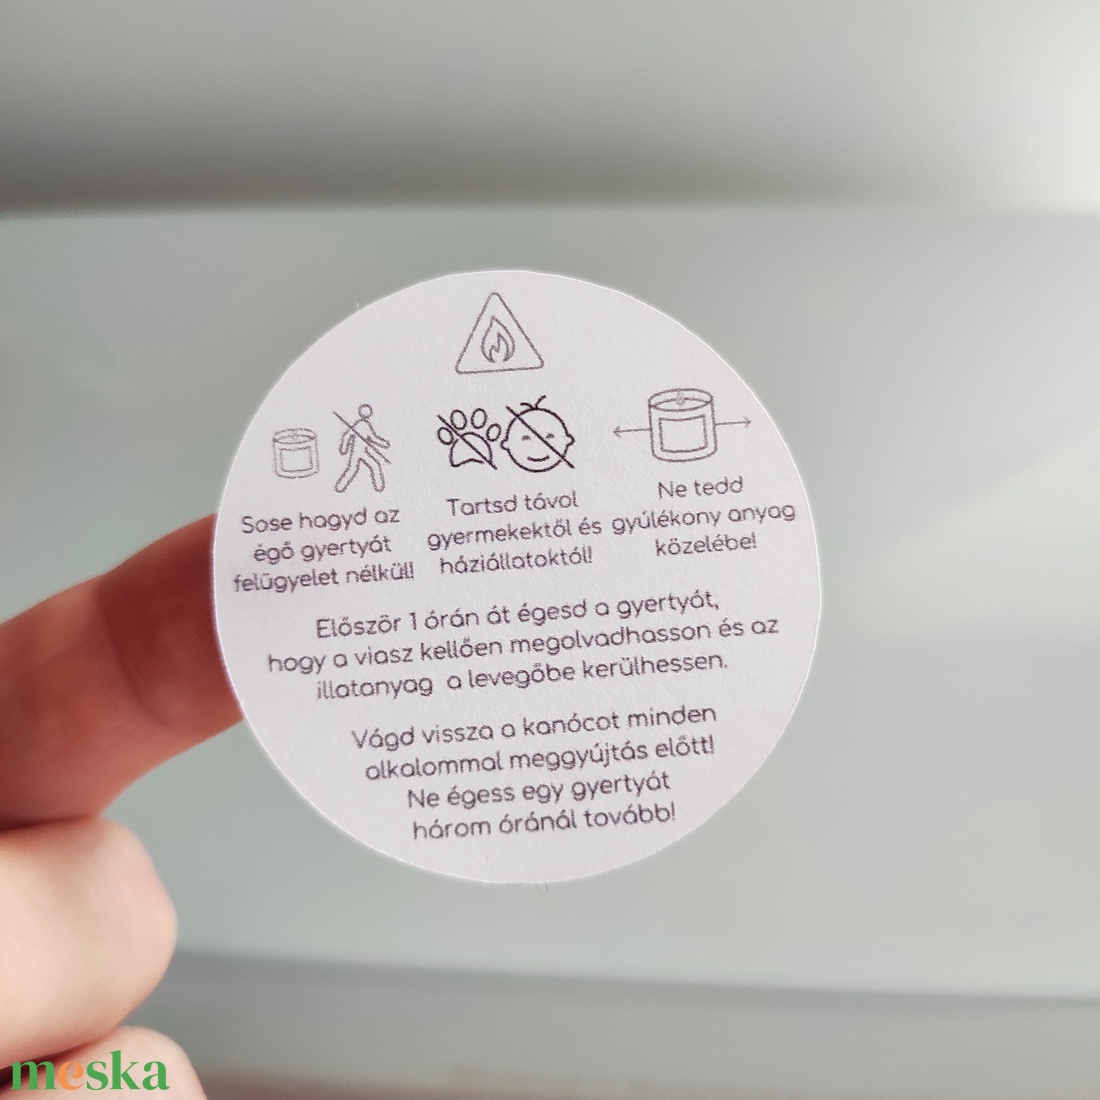 Sose hagyd az
égő gyertyát
felügyelet nélkül!
Tartsd távol
gyermekektől és
háziállatoktól!
Ne tedd
gyúlékony anyag
közelébe!
Először 1 órán át égesd a gyertyát,
hogy a viasz kellően megolvadhasson és az
illatanyag a levegőbe kerülhessen.
Vágd vissza a kanócot minden
alkalommal meggyújtás előtt!
Ne égess egy gyertyát
három óránál tovább!
meska